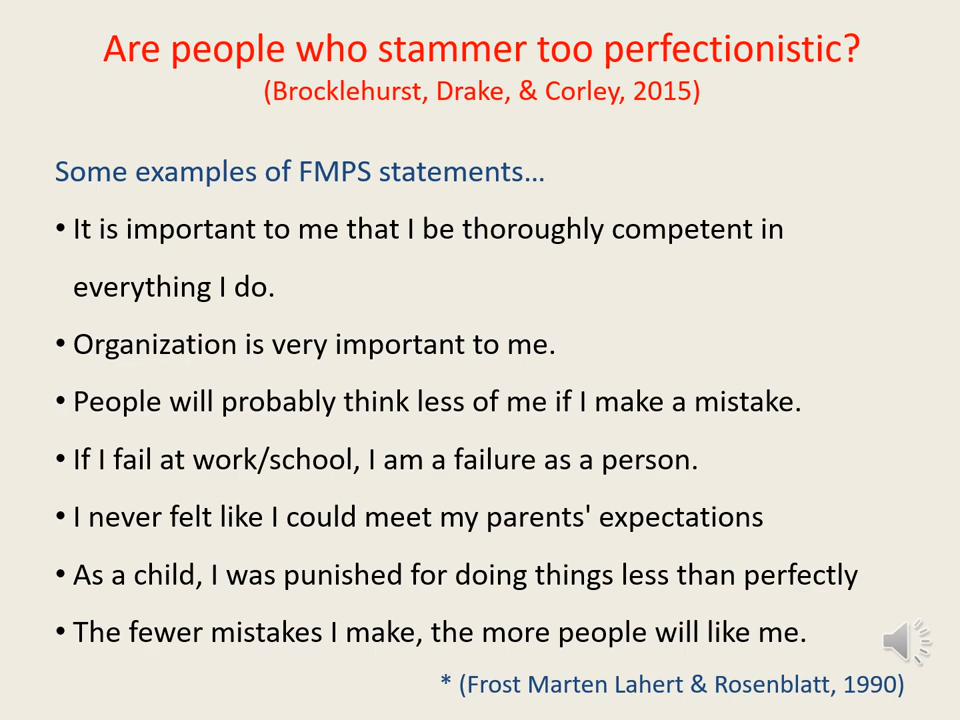 Are people who stammer too perfectionistic?
(Brocklehurst, Drake, & Corley, 2015)
Some examples of FMPS statements…
• It is important to me that I be thoroughly competent in
everything I do.
• Organization is very important to me.
• People will probably think less of me if I make a mistake.
• If I fail at work/school, I am a failure as a person.
• I never felt like I could meet my parents' expectations
• As a child, I was punished for doing things less than perfectly
• The fewer mistakes I make, the more people will like me.
* (Frost Marten Lahert & Rosenblatt, 1990)